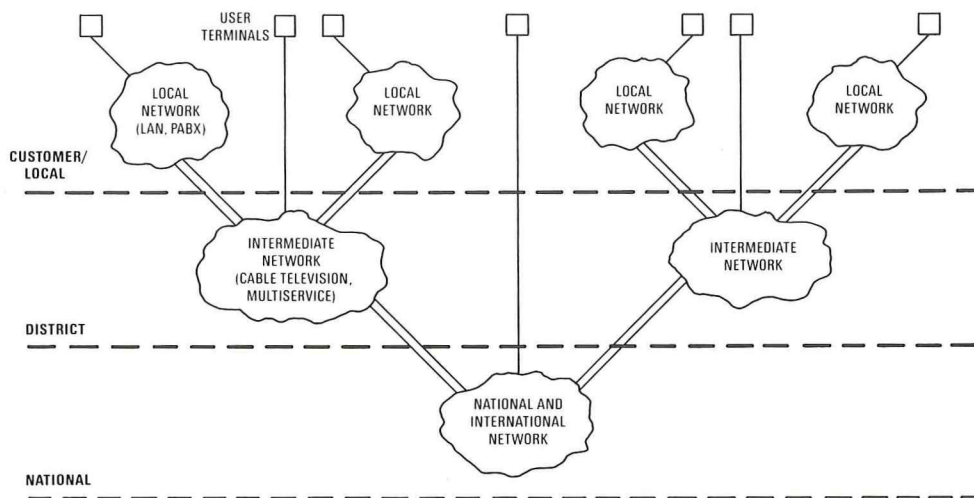 USER
TERMINALS
LOCAL
NETWORK
(LAN, PABX)
LOCAL
NETWORK
LOCAL
NETWORK
LOCAL
NETWORK
CUSTOMER/
LOCAL
INTERMEDIATE
NETWORK
(CABLE TELEVISION,
MULTISERVICE)
INTERMEDIATE
NETWORK
DISTRICT
NATIONAL AND
INTERNATIONAL
NETWORK
NATIONAL